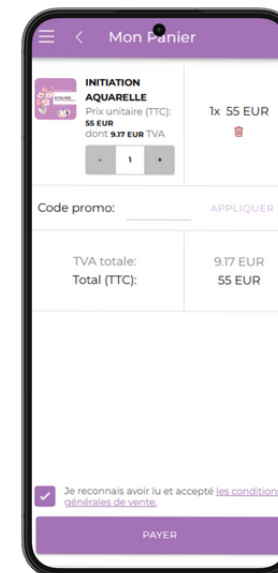 Mon Panier
INITIATION
AQUARELLE
Prix unitaire (TTC):
55 EUR
dont 9.17 EUR TVA
- 1 +
1x 55 EUR
Code promo:
APPLIQUER
TVA totale: 9.17 EUR
Total (TTC): 55 EUR
Je reconnais avoir lu et accepté les conditions
générales de vente.
PAYER